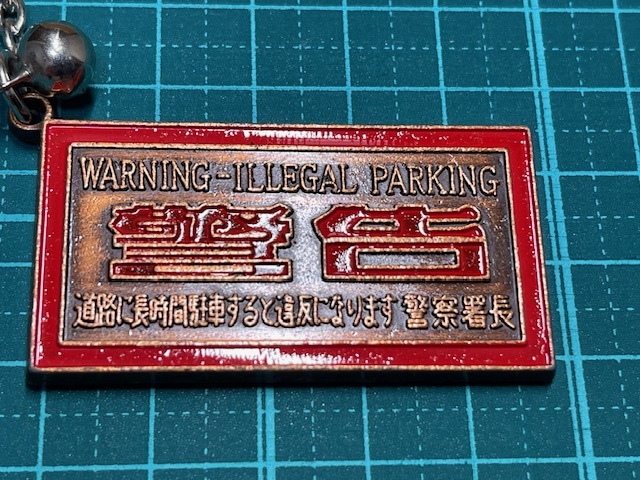 WARNING-ILLEGAL PARKING
警告
道路に長時間駐車すると違反になります 警察署長